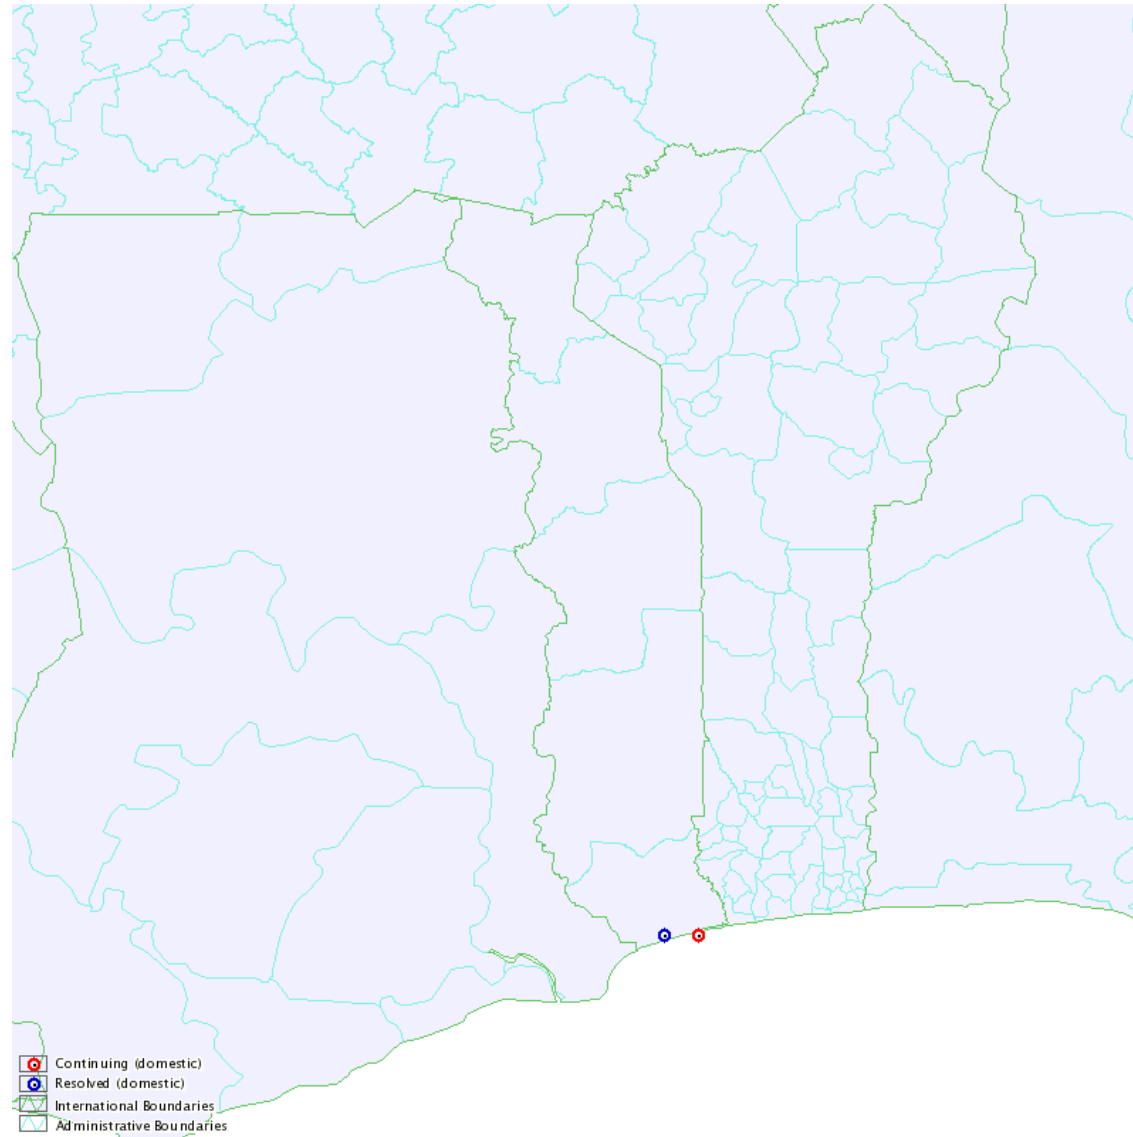 Continuing (domestic)
Resolved (domestic)
International Boundaries
Administrative Boundaries